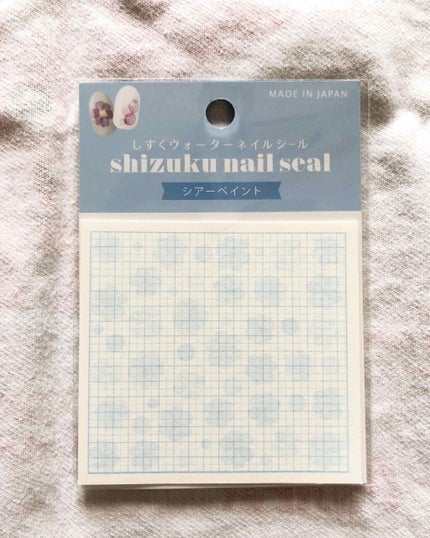 MADE IN JAPAN
しずくウォーターネイルシール
shizuku nail seal
シアーペイント